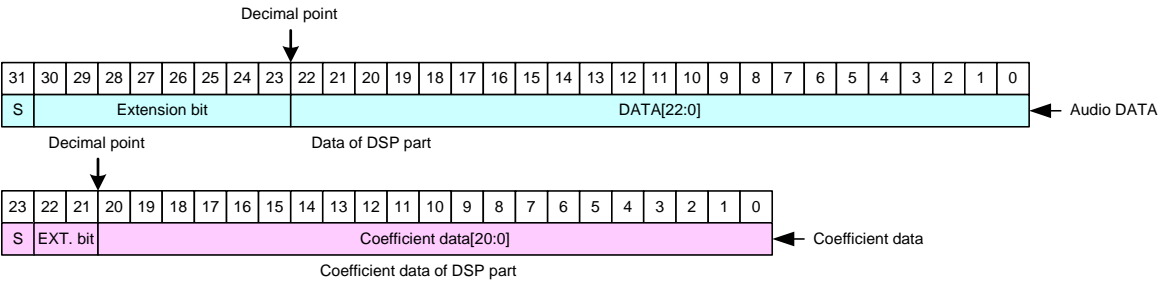 Decimal point
31 30 29 28 27 26 25 24 23 22 21 20 19 18 17 16 15 14 13 12 11 10 9 8 7 6 5 4 3 2 1 0
S Extension bit DATA[22:0] Audio DATA
Decimal point Data of DSP part
23 22 21 20 19 18 17 16 15 14 13 12 11 10 9 8 7 6 5 4 3 2 1 0
S EXT. bit Coefficient data[20:0] Coefficient data
Coefficient data of DSP part